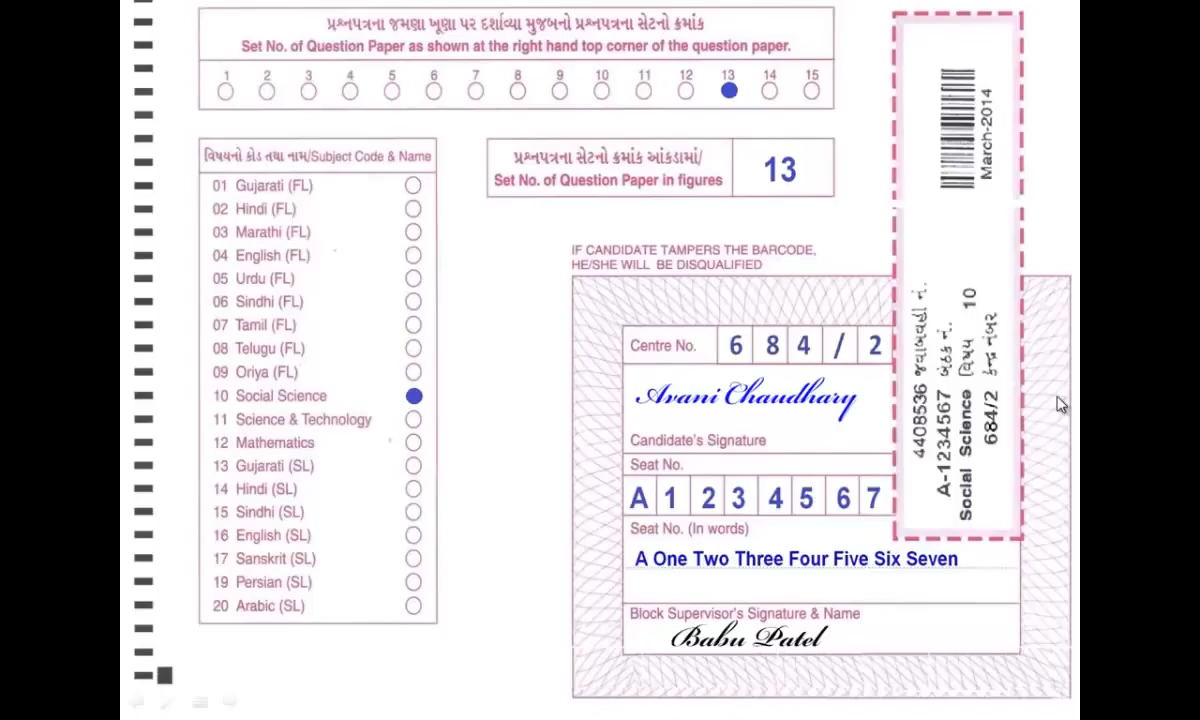 પ્રશ્નપત્રના જમણા ખૂણા પર દર્શાવ્યા મુજબનો પ્રશ્નપત્રના સેટનો ક્રમાંક
Set No. of Question Paper as shown at the right hand top corner of the question paper.
1 2 3 4 5 6 7 8 9 10 11 12 13 14 15
વિષયનો કોડ તથા નામ/Subject Code & Name
01 Gujarati (FL)
02 Hindi (FL)
03 Marathi (FL)
04 English (FL)
05 Urdu (FL)
06 Sindhi (FL)
07 Tamil (FL)
08 Telugu (FL)
09 Oriya (FL)
10 Social Science
11 Science & Technology
12 Mathematics
13 Gujarati (SL)
14 Hindi (SL)
15 Sindhi (SL)
16 English (SL)
17 Sanskrit (SL)
19 Persian (SL)
20 Arabic (SL)
પ્રશ્નપત્રના સેટનો ક્રમાંક આંકડામાં/
Set No. of Question Paper in figures
13
IF CANDIDATE TAMPERS THE BARCODE,
HE/SHE WILL BE DISQUALIFIED
Centre No. 6 8 4 / 2
Avani Chaudhary
Candidate's Signature
Seat No.
A 1 2 3 4 5 6 7
Seat No. (In words)
A One Two Three Four Five Six Seven
Block Supervisor's Signature & Name
Babu Patel
March-2014
4408536 જવાબવહી નં.
A-1234567 બેઠક નં.
Social Science વિષય 10
684/2 કેન્દ્ર નંબર